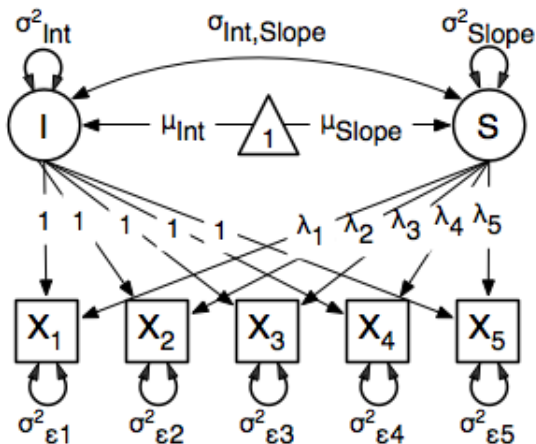 σ²Int σInt,Slope σ²Slope
I μInt 1 μSlope S
1 1 1 1 1 λ₁ λ₂ λ₃ λ₄ λ₅
X₁ X₂ X₃ X₄ X₅
σ²ε1 σ²ε2 σ²ε3 σ²ε4 σ²ε5